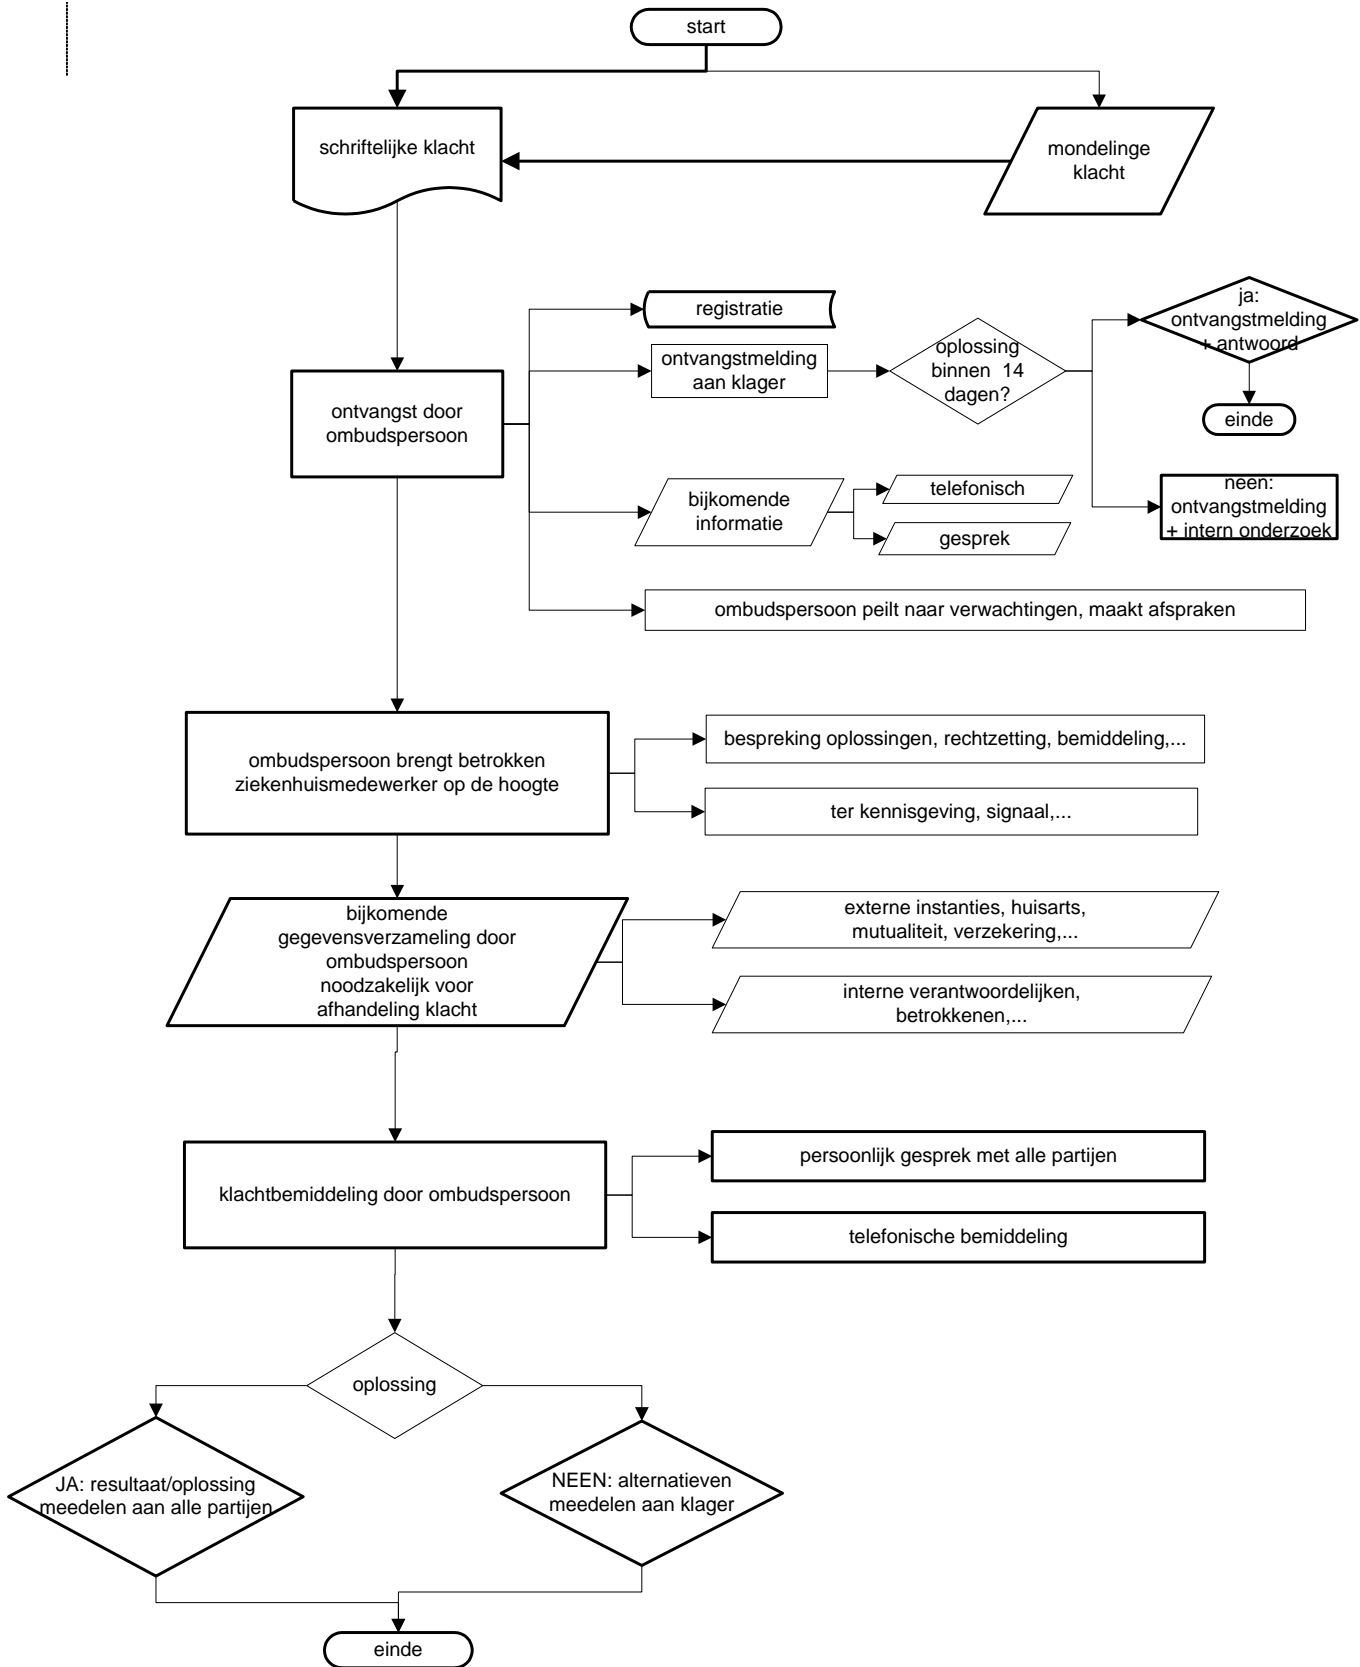 start
schriftelijke klacht
mondelinge
klacht
registratie
ja:
ontvangstmelding
+ antwoord
ontvangstmelding
aan klager
oplossing
binnen 14
dagen?
ontvangst door
ombudspersoon
einde
bijkomende
informatie
telefonisch
gesprek
neen:
ontvangstmelding
+ intern onderzoek
ombudspersoon peilt naar verwachtingen, maakt afspraken
ombudspersoon brengt betrokken
ziekenhuismedewerker op de hoogte
bespreking oplossingen, rechtzetting, bemiddeling,...
ter kennisgeving, signaal,...
bijkomende
gegevensverzameling door
ombudspersoon
noodzakelijk voor
afhandeling klacht
externe instanties, huisarts,
mutualiteit, verzekering,...
interne verantwoordelijken,
betrokkenen,...
klachtbemiddeling door ombudspersoon
persoonlijk gesprek met alle partijen
telefonische bemiddeling
oplossing
JA: resultaat/oplossing
meedelen aan alle partijen
NEEN: alternatieven
meedelen aan klager
einde